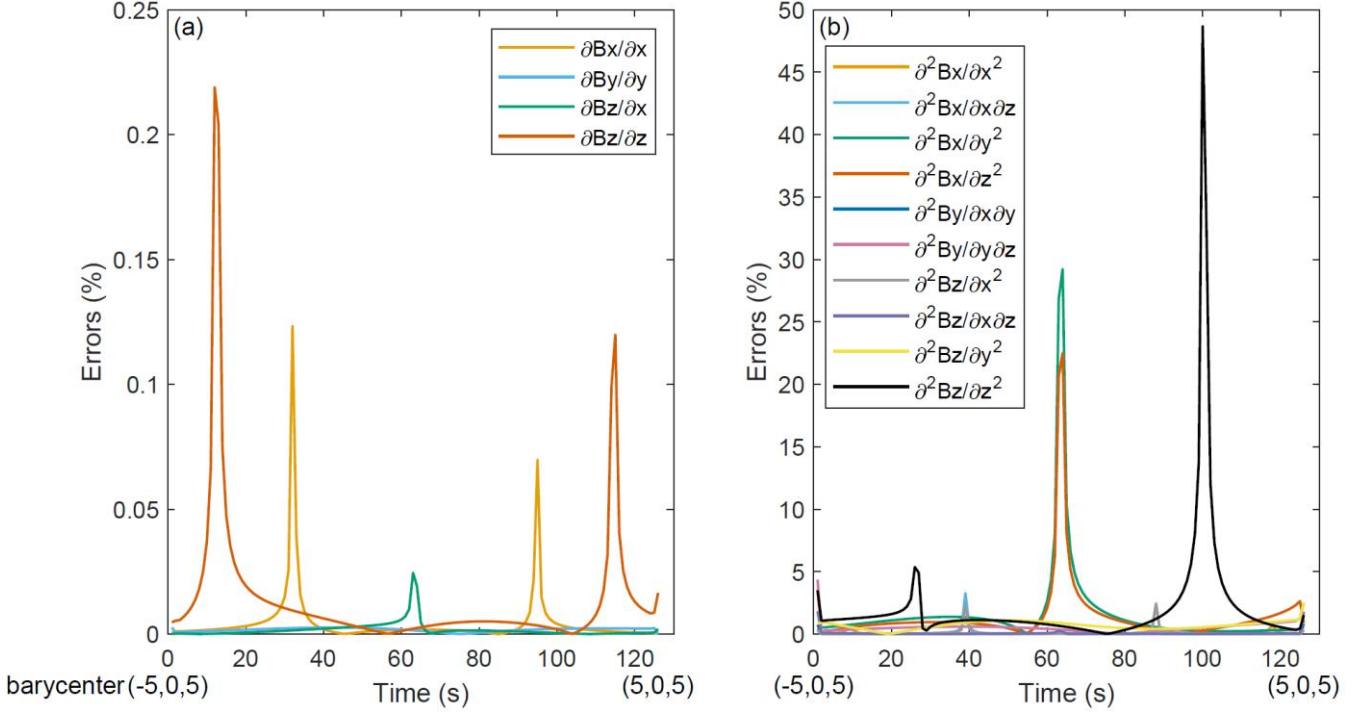 (a)
0.25
0.2
0.15
0.1
0.05
0
Errors (%)
∂Bx/∂x
∂By/∂y
∂Bz/∂x
∂Bz/∂z
0 20 40 60 80 100 120
barycenter (-5,0,5) Time (s) (5,0,5)
(b)
50
45
40
35
30
25
20
15
10
5
0
Errors (%)
∂²Bx/∂x²
∂²Bx/∂x∂z
∂²Bx/∂y²
∂²Bx/∂z²
∂²By/∂x∂y
∂²By/∂y∂z
∂²Bz/∂x²
∂²Bz/∂x∂z
∂²Bz/∂y²
∂²Bz/∂z²
0 20 40 60 80 100 120
(-5,0,5) Time (s) (5,0,5)